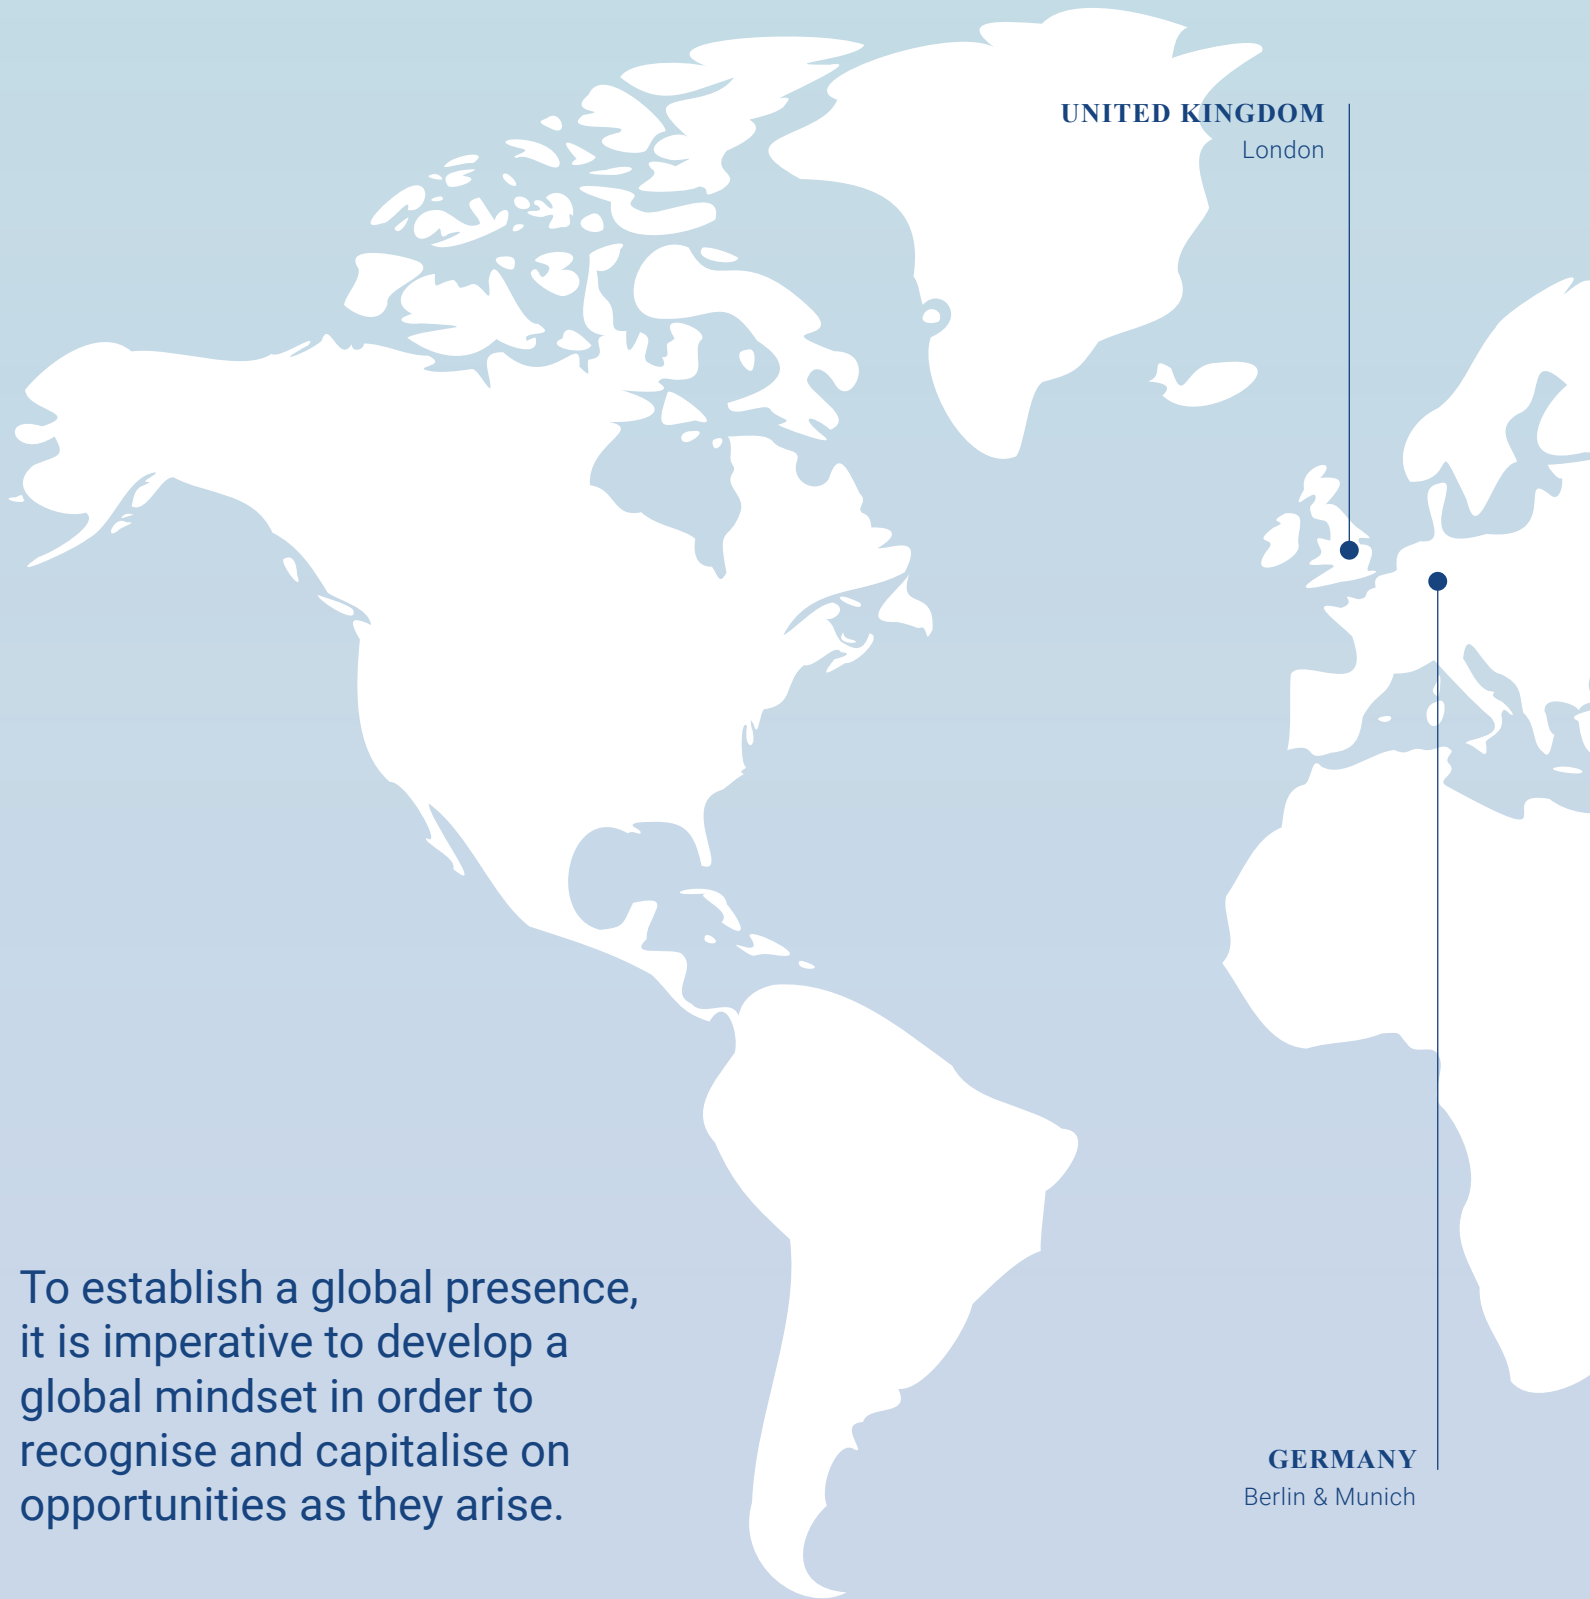 UNITED KINGDOM
London
To establish a global presence,
it is imperative to develop a
global mindset in order to
recognise and capitalise on
opportunities as they arise.
GERMANY
Berlin & Munich